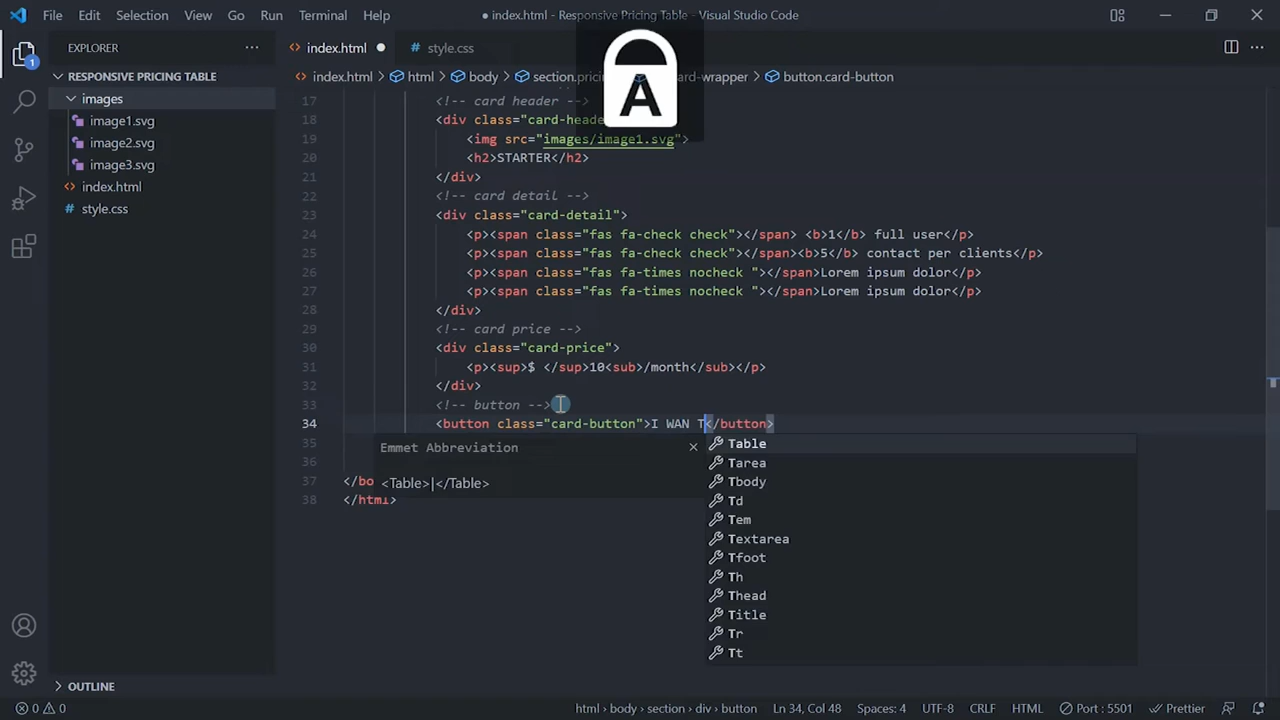 File Edit Selection View Go Run Terminal Help
● index.html - Responsive Pricing Table - Visual Studio Code
EXPLORER
index.html
style.css
A
1
RESPONSIVE PRICING TABLE
index.html > html > body > section.prici card-wrapper > button.card-button
images
image1.svg
image2.svg
image3.svg
index.html
style.css
17 <!-- card header -->
18 <div class="card-heade
19 <img src="images/image1.svg">
20 <h2>STARTER</h2>
21 </div>
22 <!-- card detail -->
23 <div class="card-detail">
24 <p><span class="fas fa-check check"></span> <b>1</b> full user</p>
25 <p><span class="fas fa-check check"></span><b>5</b> contact per clients</p>
26 <p><span class="fas fa-times nocheck "></span>Lorem ipsum dolor</p>
27 <p><span class="fas fa-times nocheck "></span>Lorem ipsum dolor</p>
28 </div>
29 <!-- card price -->
30 <div class="card-price">
31 <p><sup>$ </sup>10<sub>/month</sub></p>
32 </div>
33 <!-- button -->
34 <button class="card-button">I WAN T</button>
35
36
37 </bo
38 </html>
Emmet Abbreviation
<Table>|</Table>
Table
Tarea
Tbody
Td
Tem
Textarea
Tfoot
Th
Thead
Title
Tr
Tt
OUTLINE
0 0
html > body > section > div > button
Ln 34, Col 48
Spaces: 4
UTF-8
CRLF
HTML
Port : 5501
Prettier